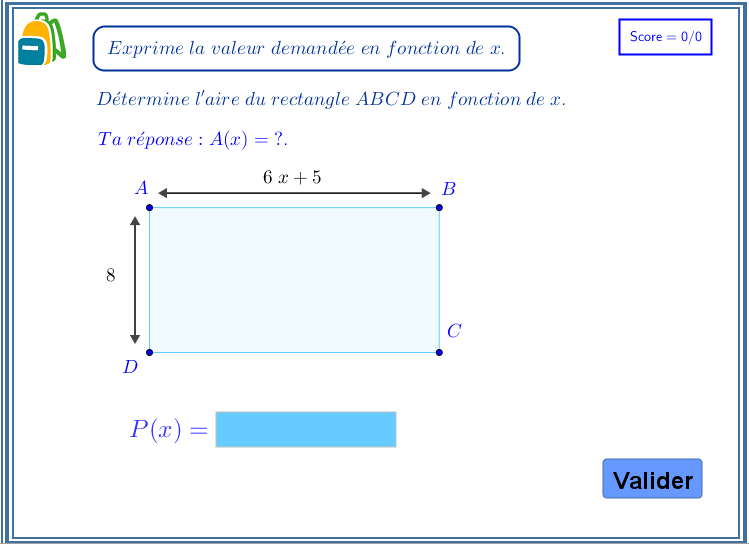 Exprime la valeur demandée en fonction de x.
Score = 0/0
Détermine l'aire du rectangle ABCD en fonction de x.
Ta réponse : A(x) = ?.
6 x + 5
A
B
8
C
D
P(x) =
Valider